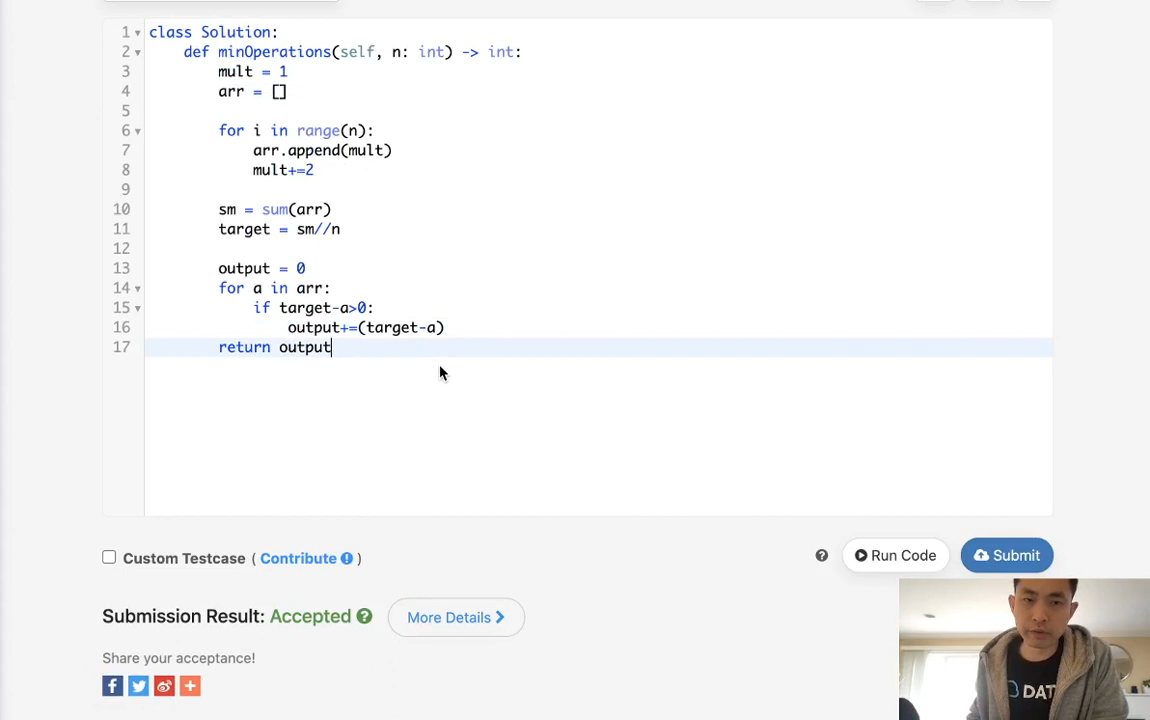 1 class Solution:
2 def minOperations(self, n: int) -> int:
3 mult = 1
4 arr = []
5
6 for i in range(n):
7 arr.append(mult)
8 mult+=2
9
10 sm = sum(arr)
11 target = sm//n
12
13 output = 0
14 for a in arr:
15 if target-a>0:
16 output+=(target-a)
17 return output
Custom Testcase ( Contribute )
Run Code
Submit
Submission Result: Accepted
More Details
Share your acceptance!
DAT